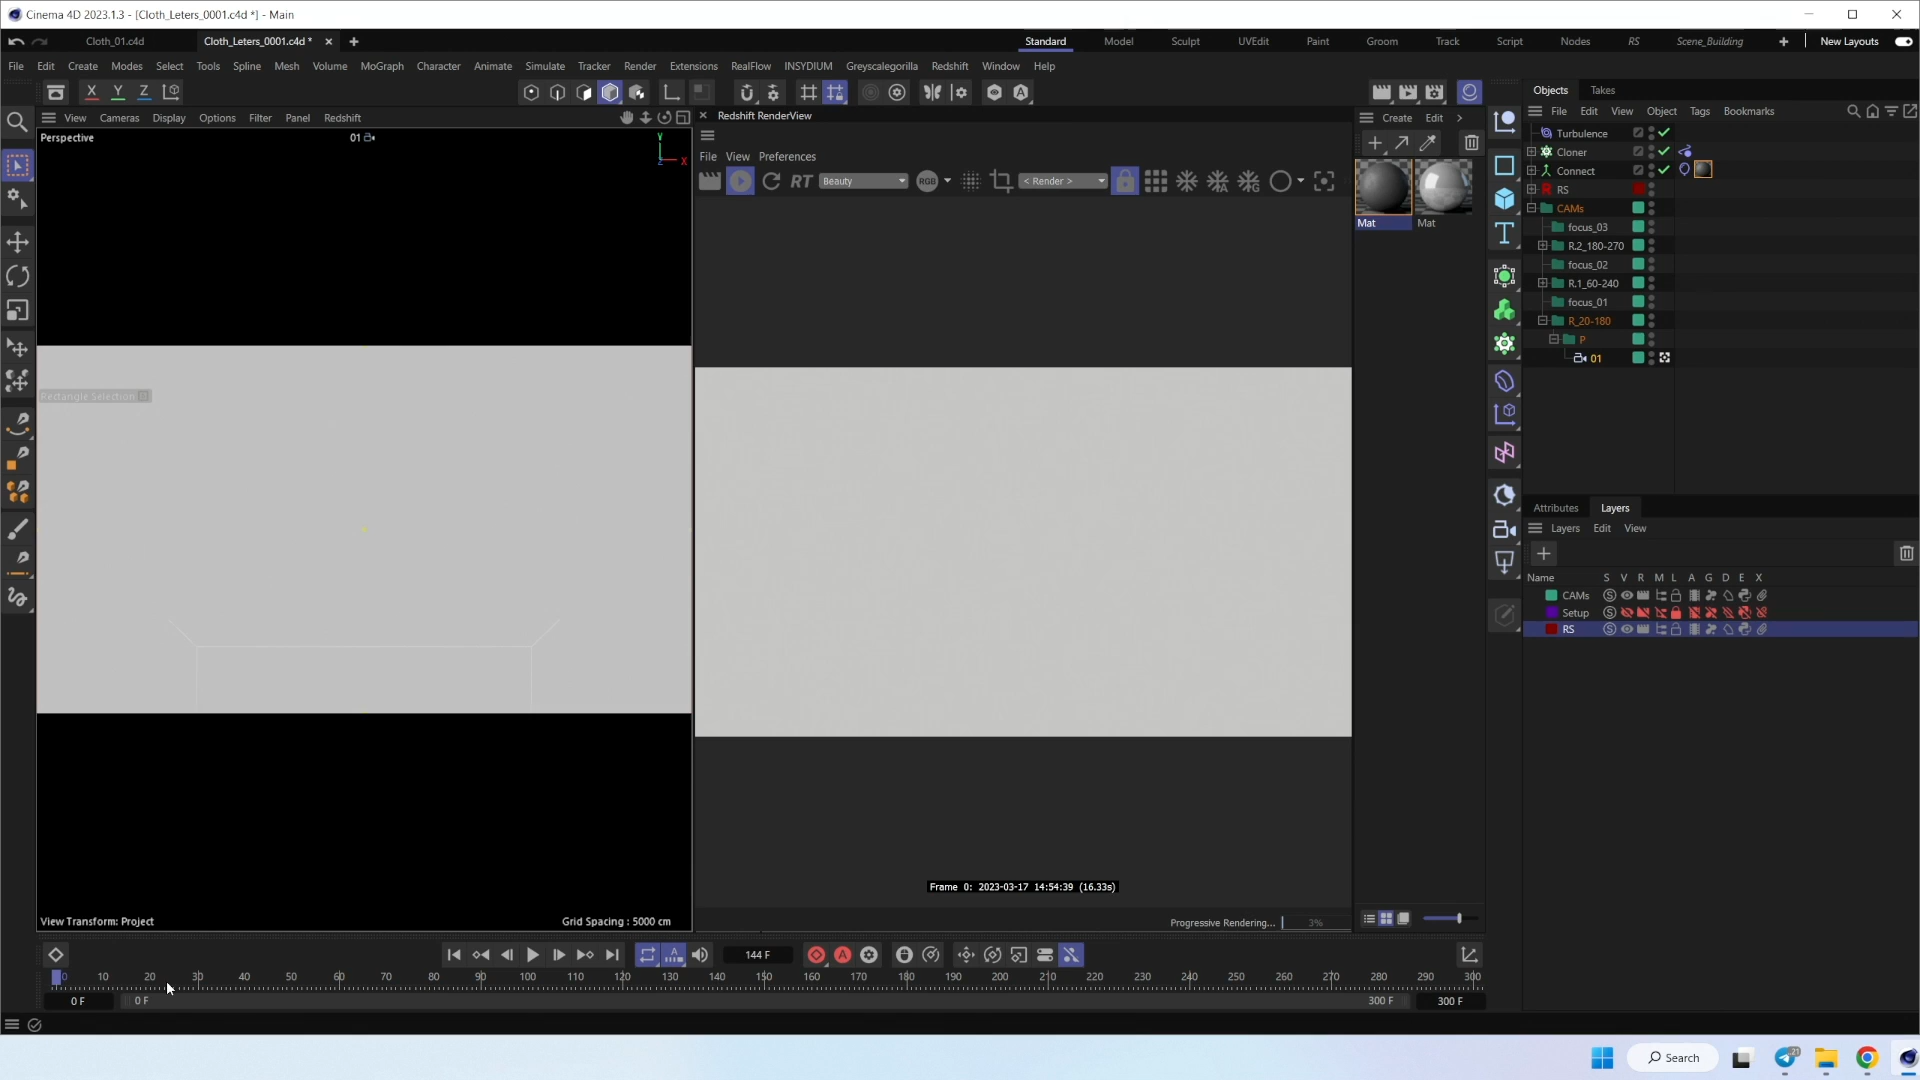 Cinema 4D 2023.1.3 - [Cloth_Leters_0001.c4d *] - Main
Cloth_01.c4d
Cloth_Leters_0001.c4d *
Standard
Model
Sculpt
UVEdit
Paint
Groom
Track
Script
Nodes
RS
Scene_Building
New Layouts
File Edit Create Modes Select Tools Spline Mesh Volume MoGraph Character Animate Simulate Tracker Render Extensions RealFlow INSYDIUM Greyscalegorilla Redshift Window Help
X Y Z
Objects
Takes
View Cameras Display Options Filter Panel Redshift
Redshift RenderView
Create Edit
File Edit View Object Tags Bookmarks
Perspective
01
Y
X
Z
File View Preferences
RT
Beauty
RGB
< Render >
Mat
Mat
Turbulence
Cloner
Connect
RS
CAMs
focus_03
R.2_180-270
focus_02
R.1_60-240
focus_01
R_20-180
P
01
Rectangle Selection
Attributes
Layers
Layers Edit View
Name S V R M L A G D E X
CAMs
Setup
RS
Frame 0: 2023-03-17 14:54:39 (16.33s)
View Transform: Project
Grid Spacing : 5000 cm
Progressive Rendering...
3%
144 F
0 10 20 30 40 50 60 70 80 90 100 110 120 130 140 150 160 170 180 190 200 210 220 230 240 250 260 270 280 290 300
0 F
0 F
300 F
300 F
Search